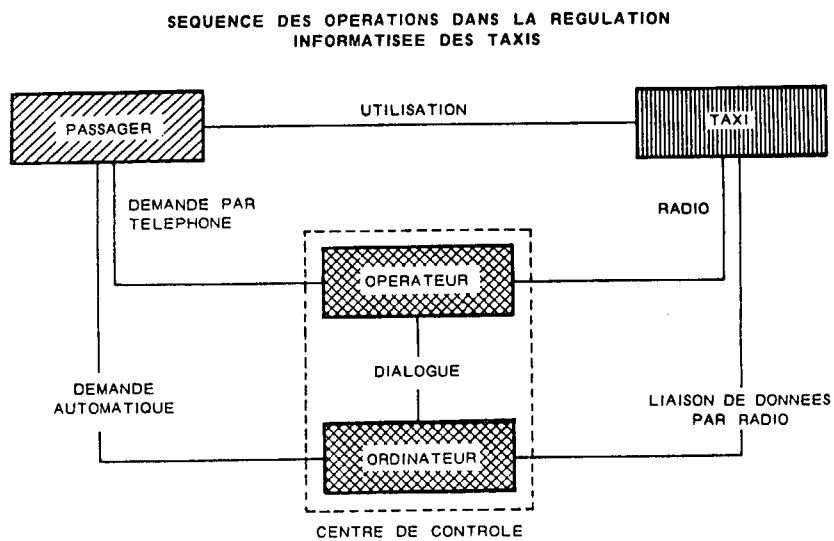 SEQUENCE DES OPERATIONS DANS LA REGULATION
INFORMATISEE DES TAXIS
UTILISATION
PASSAGER
TAXI
DEMANDE PAR
TELEPHONE
RADIO
OPERATEUR
DIALOGUE
DEMANDE
AUTOMATIQUE
LIAISON DE DONNEES
PAR RADIO
ORDINATEUR
CENTRE DE CONTROLE